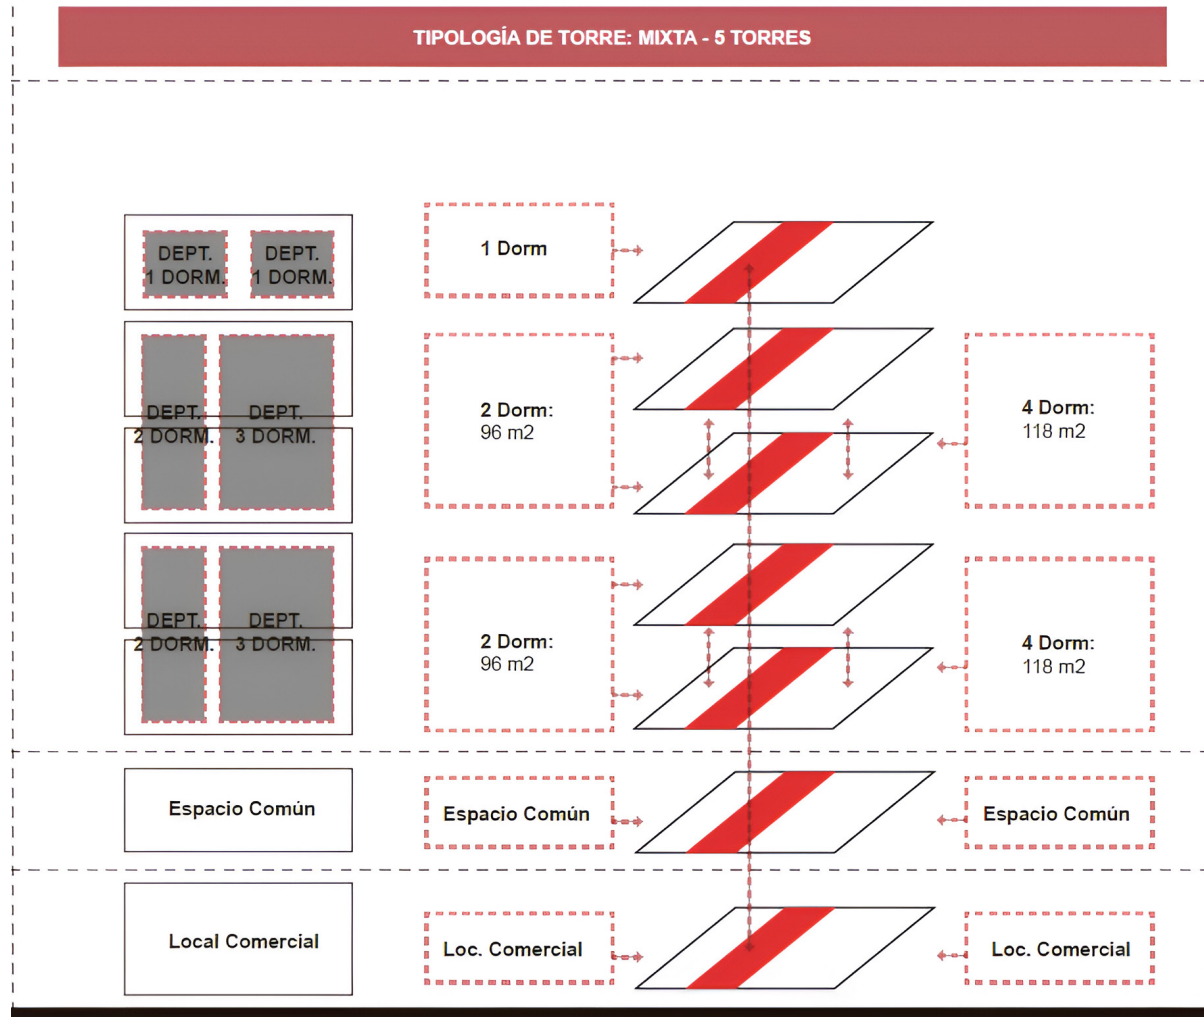 TIPOLOGÍA DE TORRE: MIXTA - 5 TORRES
DEPT.
1 DORM.
DEPT.
1 DORM.
1 Dorm
DEPT.
2 DORM.
DEPT.
3 DORM.
2 Dorm:
96 m2
4 Dorm:
118 m2
DEPT.
2 DORM.
DEPT.
3 DORM.
2 Dorm:
96 m2
4 Dorm:
118 m2
Espacio Común
Espacio Común
Espacio Común
Local Comercial
Loc. Comercial
Loc. Comercial